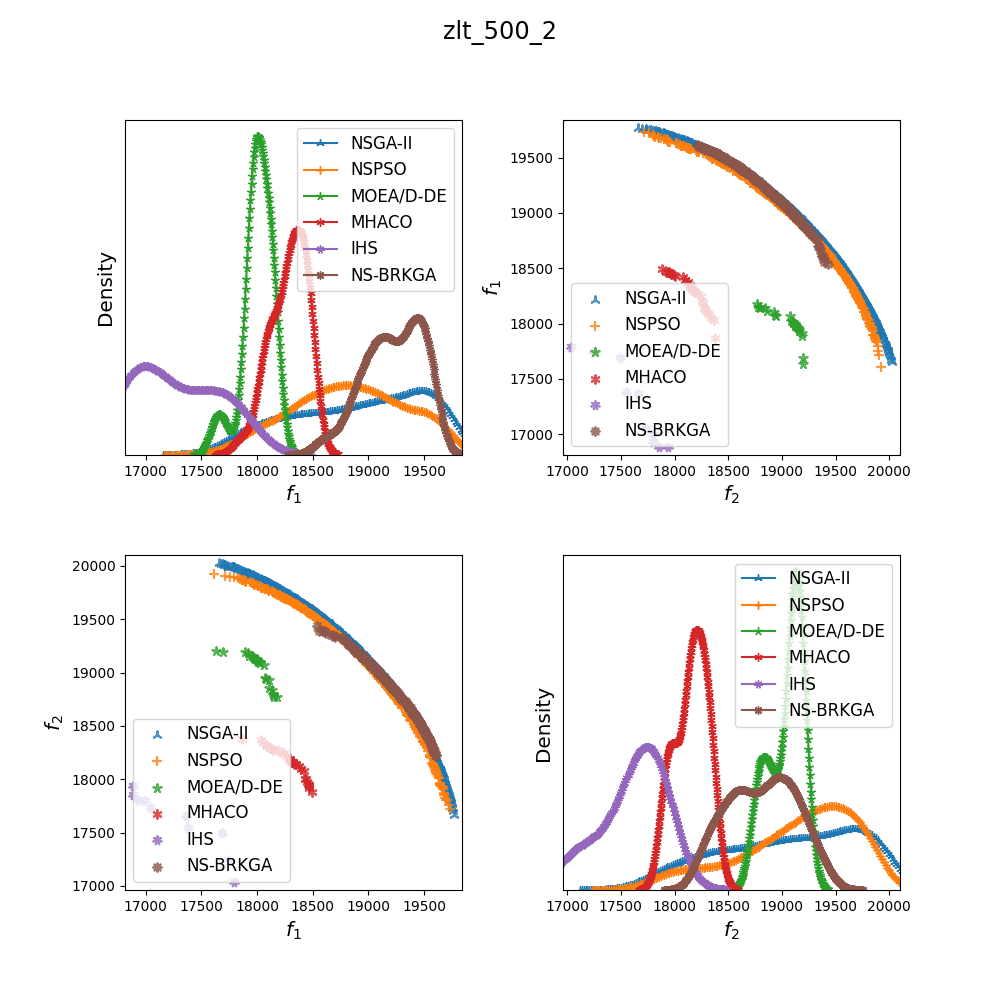 zlt_500_2
Density
NSGA-II
NSPSO
MOEA/D-DE
MHACO
IHS
NS-BRKGA
17000 17500 18000 18500 19000 19500
f1
f1
19500
19000
18500
18000
17500
17000
NSGA-II
NSPSO
MOEA/D-DE
MHACO
IHS
NS-BRKGA
17000 17500 18000 18500 19000 19500 20000
f2
f2
20000
19500
19000
18500
18000
17500
17000
NSGA-II
NSPSO
MOEA/D-DE
MHACO
IHS
NS-BRKGA
17000 17500 18000 18500 19000 19500
f1
Density
NSGA-II
NSPSO
MOEA/D-DE
MHACO
IHS
NS-BRKGA
17000 17500 18000 18500 19000 19500 20000
f2